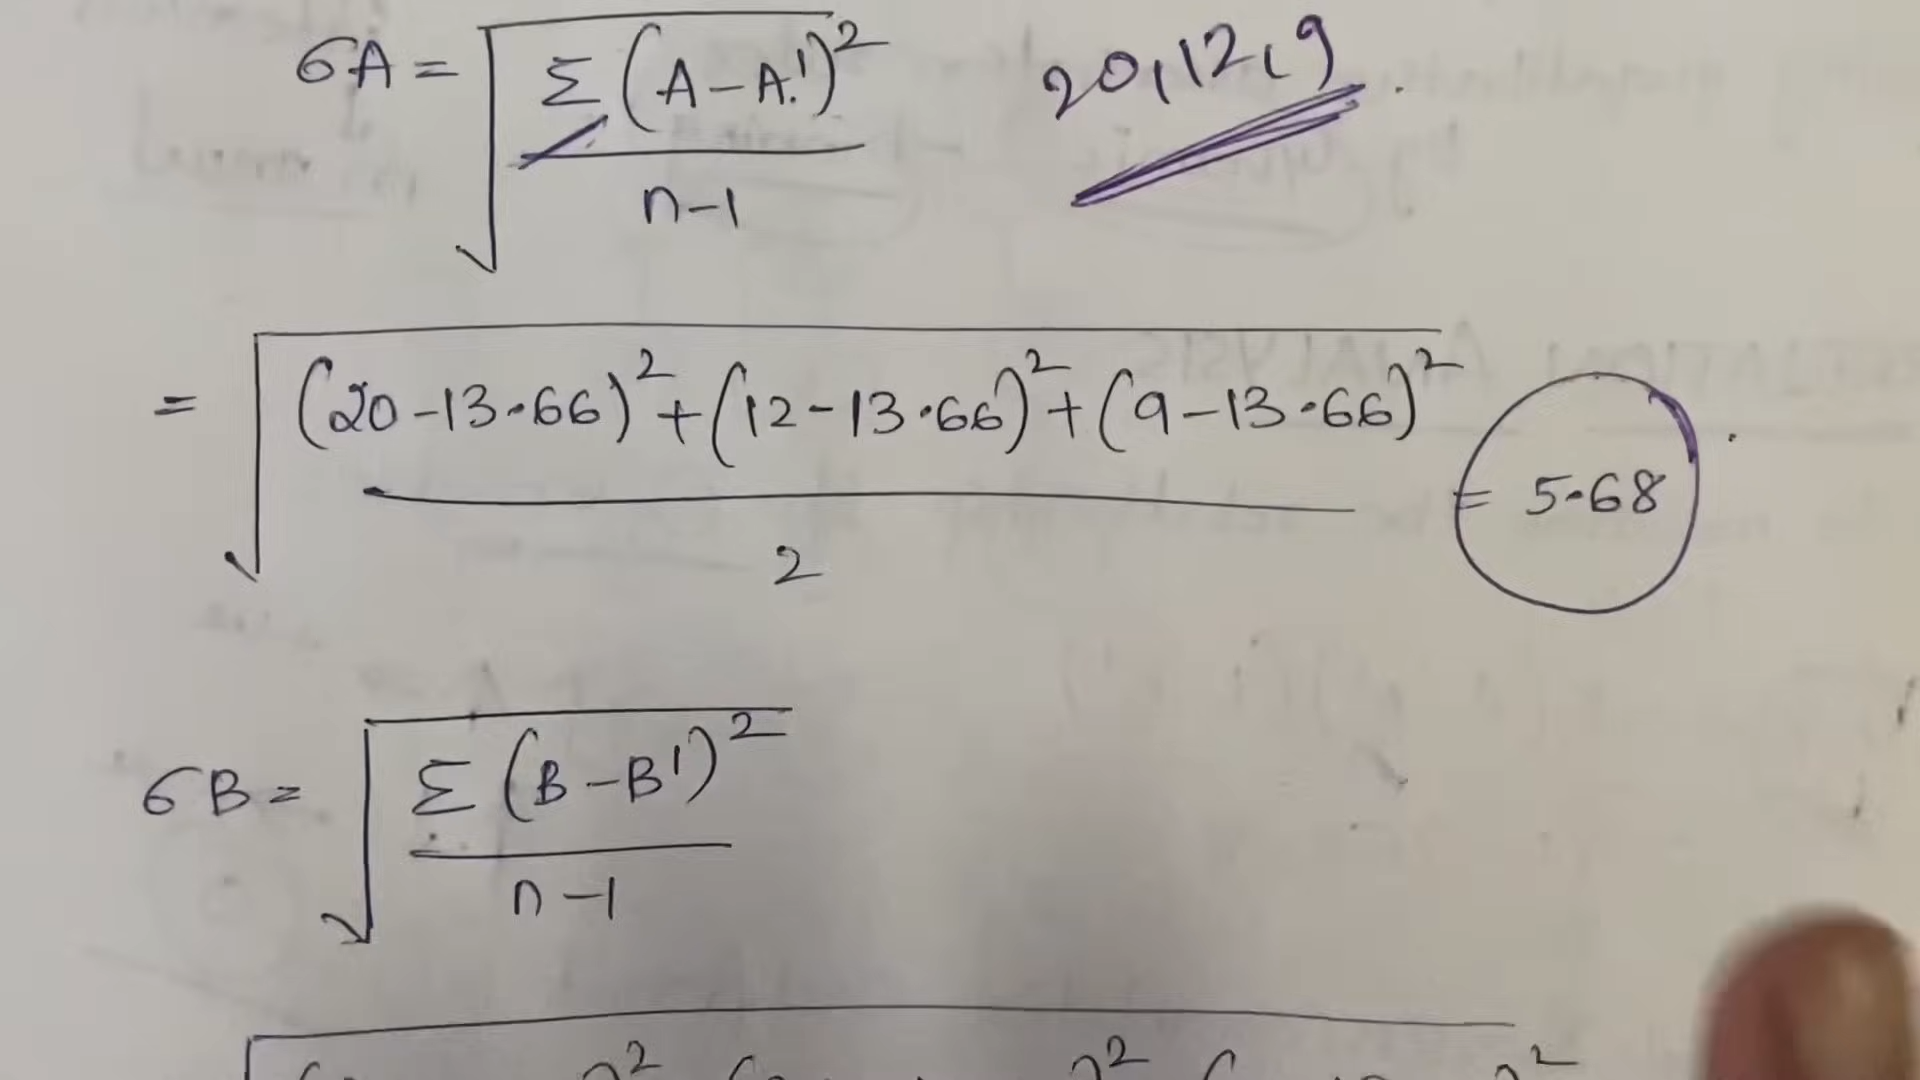 σA = √ Σ(A-A')² / n-1    20, 12, 9
= √ (20-13.66)² + (12-13.66)² + (9-13.66)² / 2 = 5.68
σB = √ Σ(B-B')² / n-1